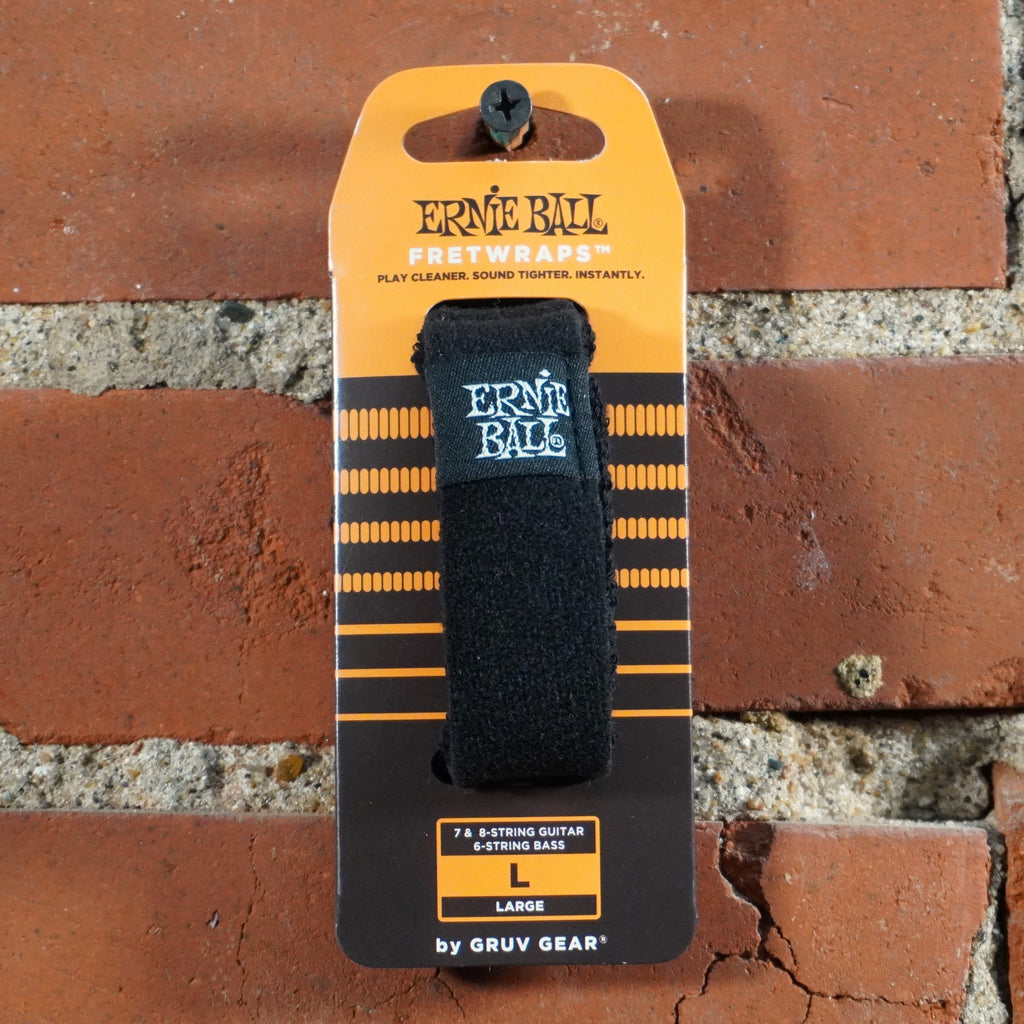 ERNIE BALL®
FRETWRAPS™
PLAY CLEANER. SOUND TIGHTER. INSTANTLY.
ERNIE
BALL®
7 & 8-STRING GUITAR
6-STRING BASS
L
LARGE
by GRUV GEAR®